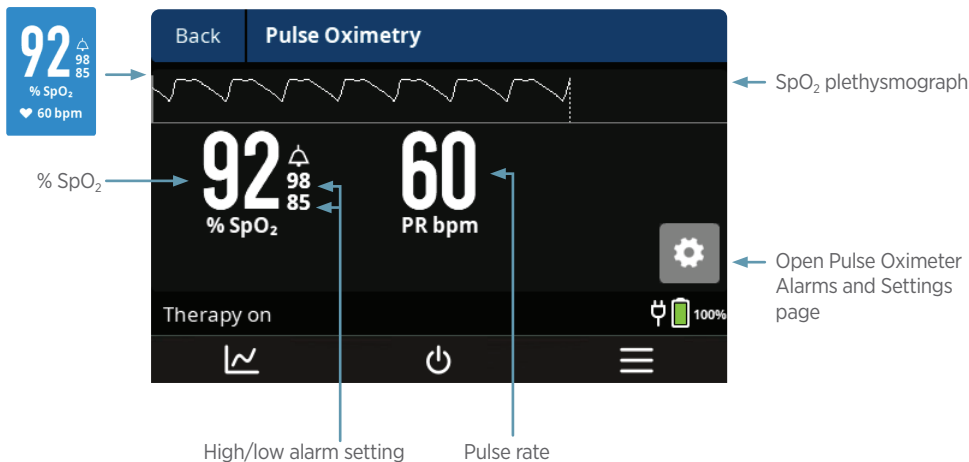 92
98
85
% SpO₂
60 bpm
Back
Pulse Oximetry
SpO₂ plethysmograph
% SpO₂
92
98
85
% SpO₂
60
PR bpm
Open Pulse Oximeter
Alarms and Settings
page
Therapy on
100%
High/low alarm setting
Pulse rate